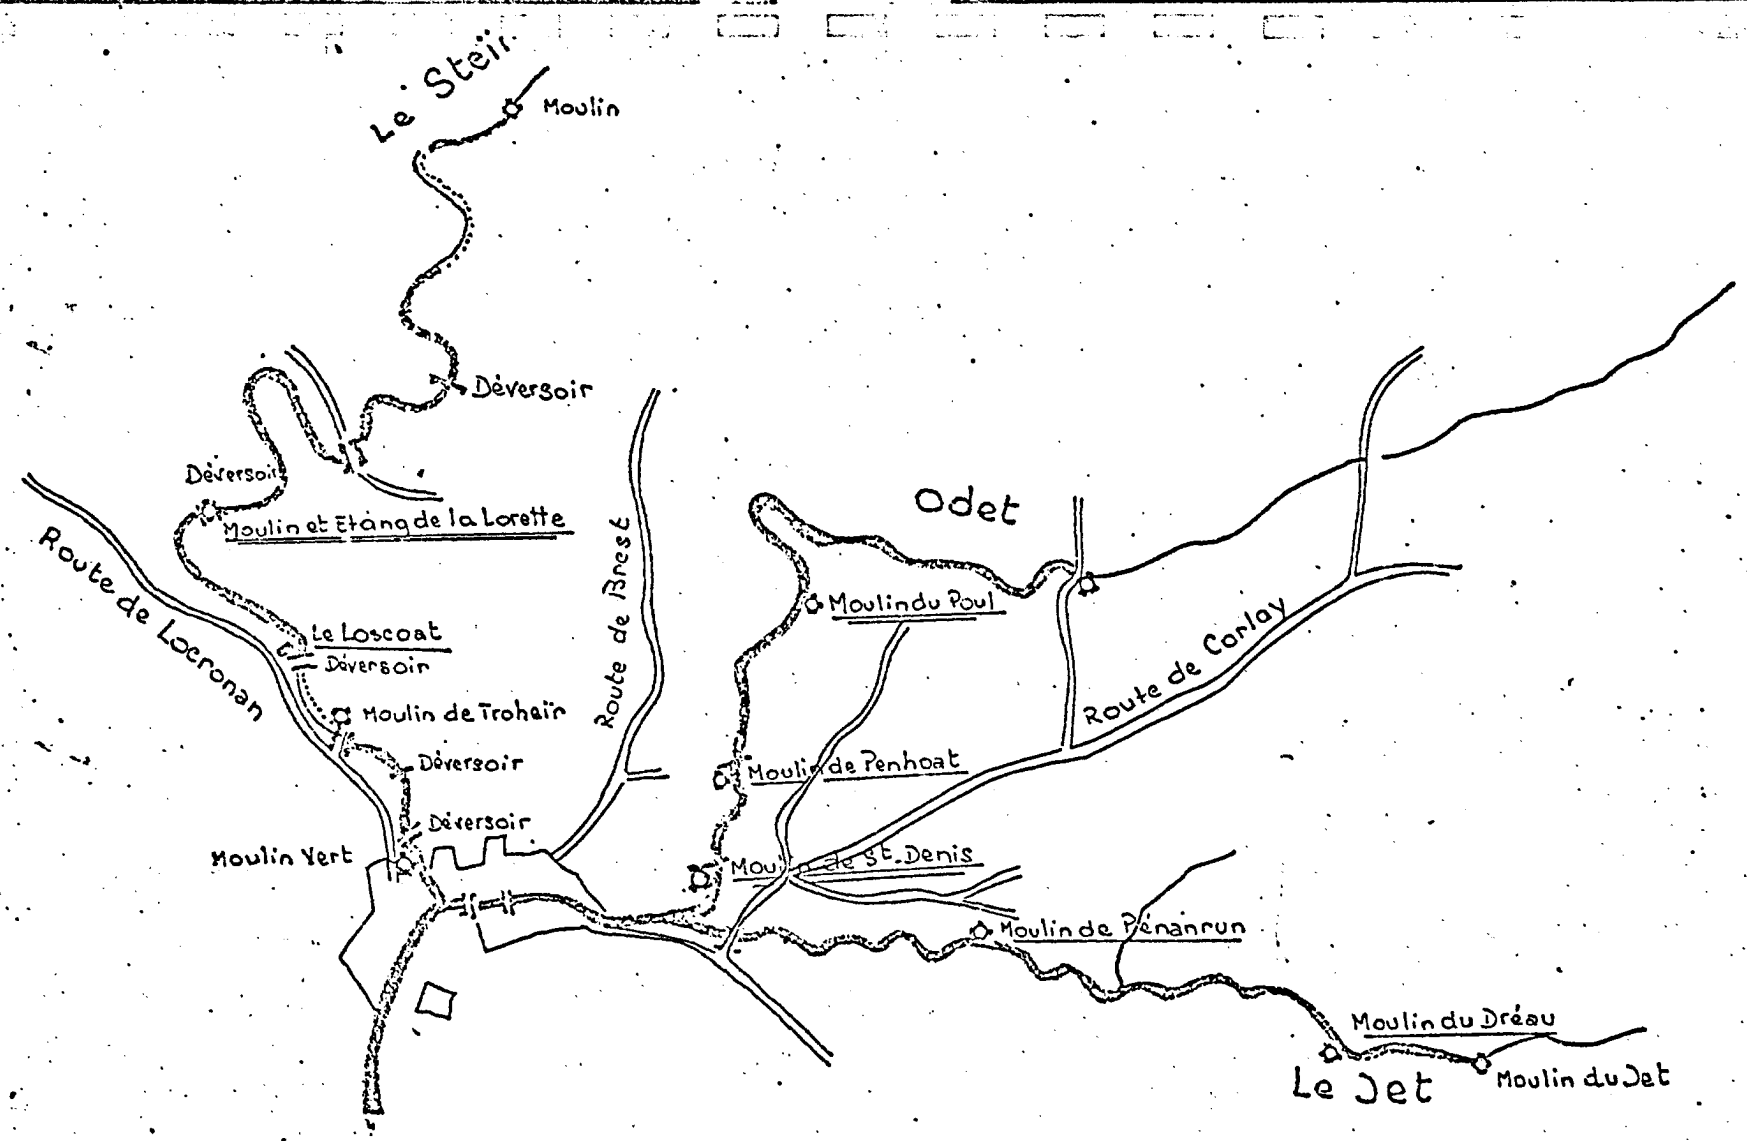 Le Steïr
Moulin
Déversoir
Déversoir
Moulin et Etang de la Lorette
Odet
Route de Locronan
Route de Brest
Moulin du Poul
Route de Corlay
Le Loscoat
Déversoir
Moulin de Troheïr
Déversoir
Moulin de Penhoat
Déversoir
Moulin Vert
Moulin de St. Denis
Moulin de Pénanrun
Moulin du Dréau
Le Jet
Moulin du Jet